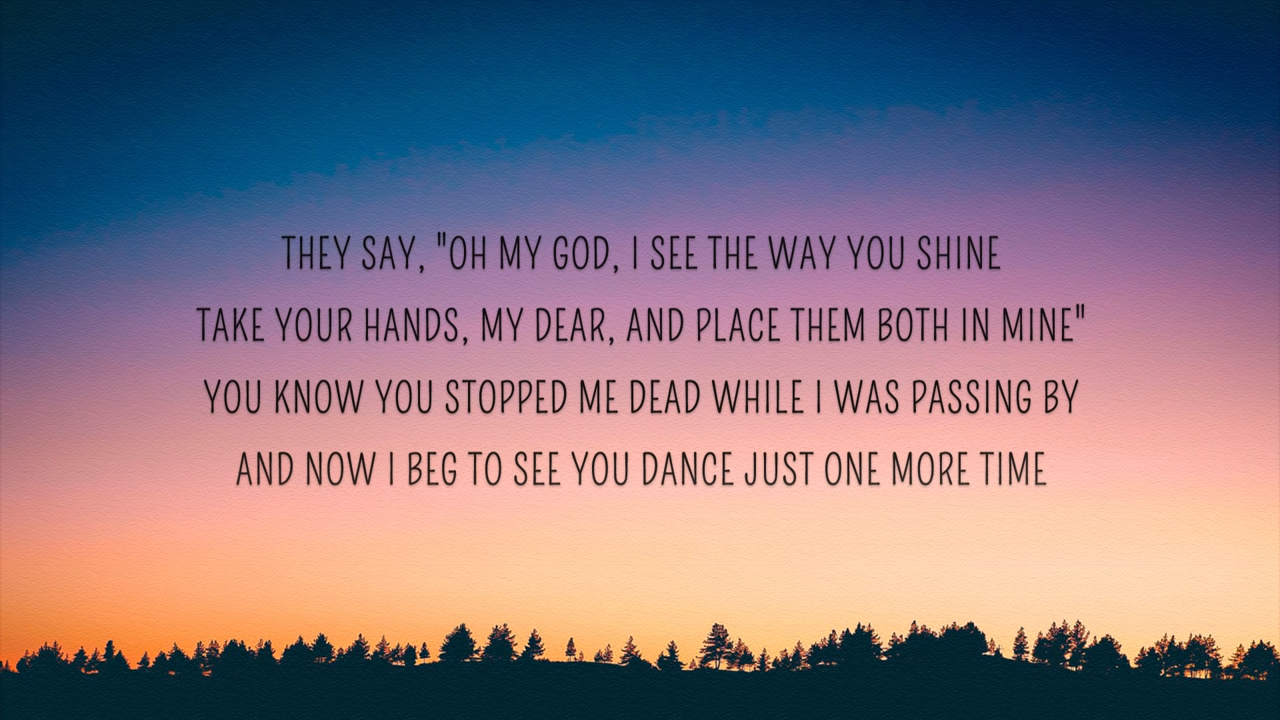 THEY SAY, "OH MY GOD, I SEE THE WAY YOU SHINE
TAKE YOUR HANDS, MY DEAR, AND PLACE THEM BOTH IN MINE"
YOU KNOW YOU STOPPED ME DEAD WHILE I WAS PASSING BY
AND NOW I BEG TO SEE YOU DANCE JUST ONE MORE TIME